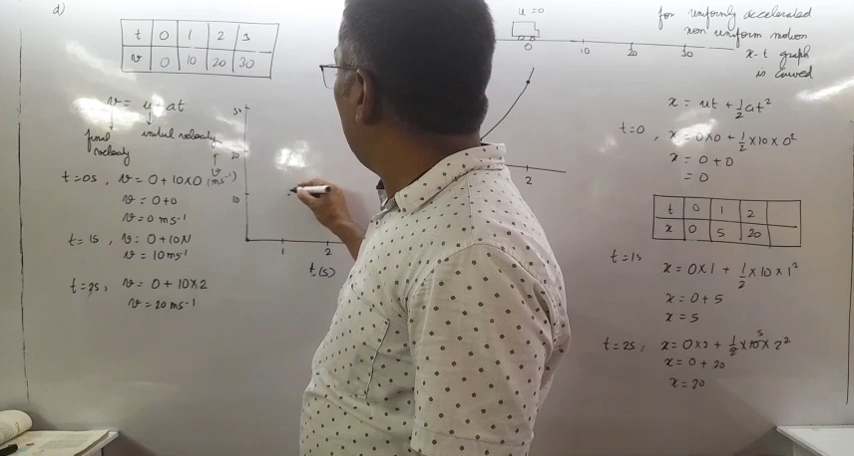 d)
t 0 1 2 3
v 0 10 20 30
v = u + at
final velocity
initial velocity
t=0s, v= 0+10×0
v= 0+0
v= 0 ms⁻¹
t= 1s, v= 0+10×1
v= 10ms⁻¹
t= 2s, v= 0+10×2
v= 20ms⁻¹
30
20
10
v
(ms⁻¹)
1 2
t(s)
u=0
0 10 20 30
2
for uniformly accelerated
non uniform motion
x-t graph
is curved
x = ut + ½at²
t=0, x= 0×0 + ½×10×0²
x= 0+0
= 0
t 0 1 2
x 0 5 20
t=1s
x = 0×1 + ½×10×1²
x= 0+5
x= 5
t=2s, x= 0×2 + ½×10×2²
5
x= 0+20
x= 20